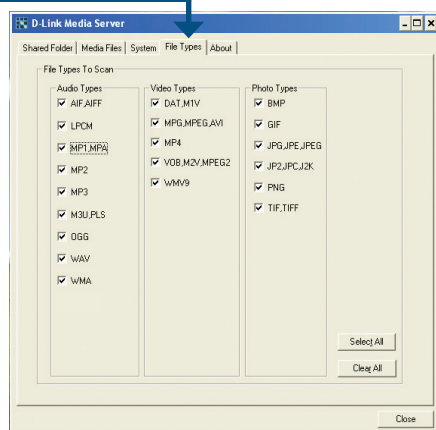 D-Link Media Server
Shared Folder Media Files System File Types About
File Types To Scan
Audio Types
AIF,AIFF
LPCM
MP1,MPA
MP2
MP3
M3U,PLS
OGG
WAV
WMA
Video Types
DAT,M1V
MPG,MPEG,AVI
MP4
VOB,M2V,MPEG2
WMV9
Photo Types
BMP
GIF
JPG,JPE,JPEG
JP2,JPC,J2K
PNG
TIF,TIFF
Select All
Clear All
Close